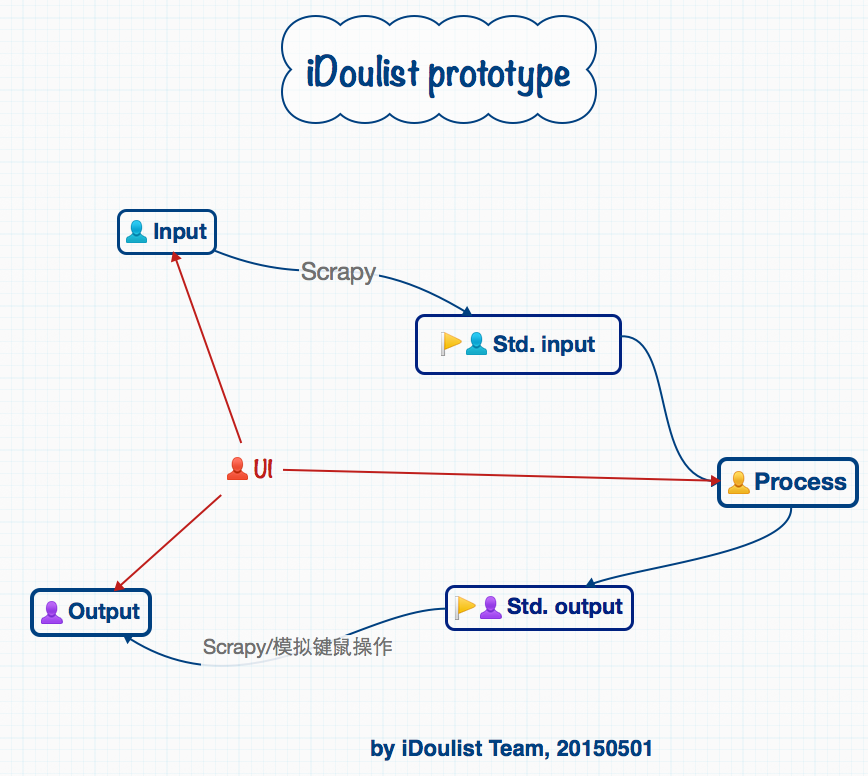 iDoulist prototype
Input
Scrapy
Std. input
UI
Process
Std. output
Output
Scrapy/模拟键鼠操作
by iDoulist Team, 20150501